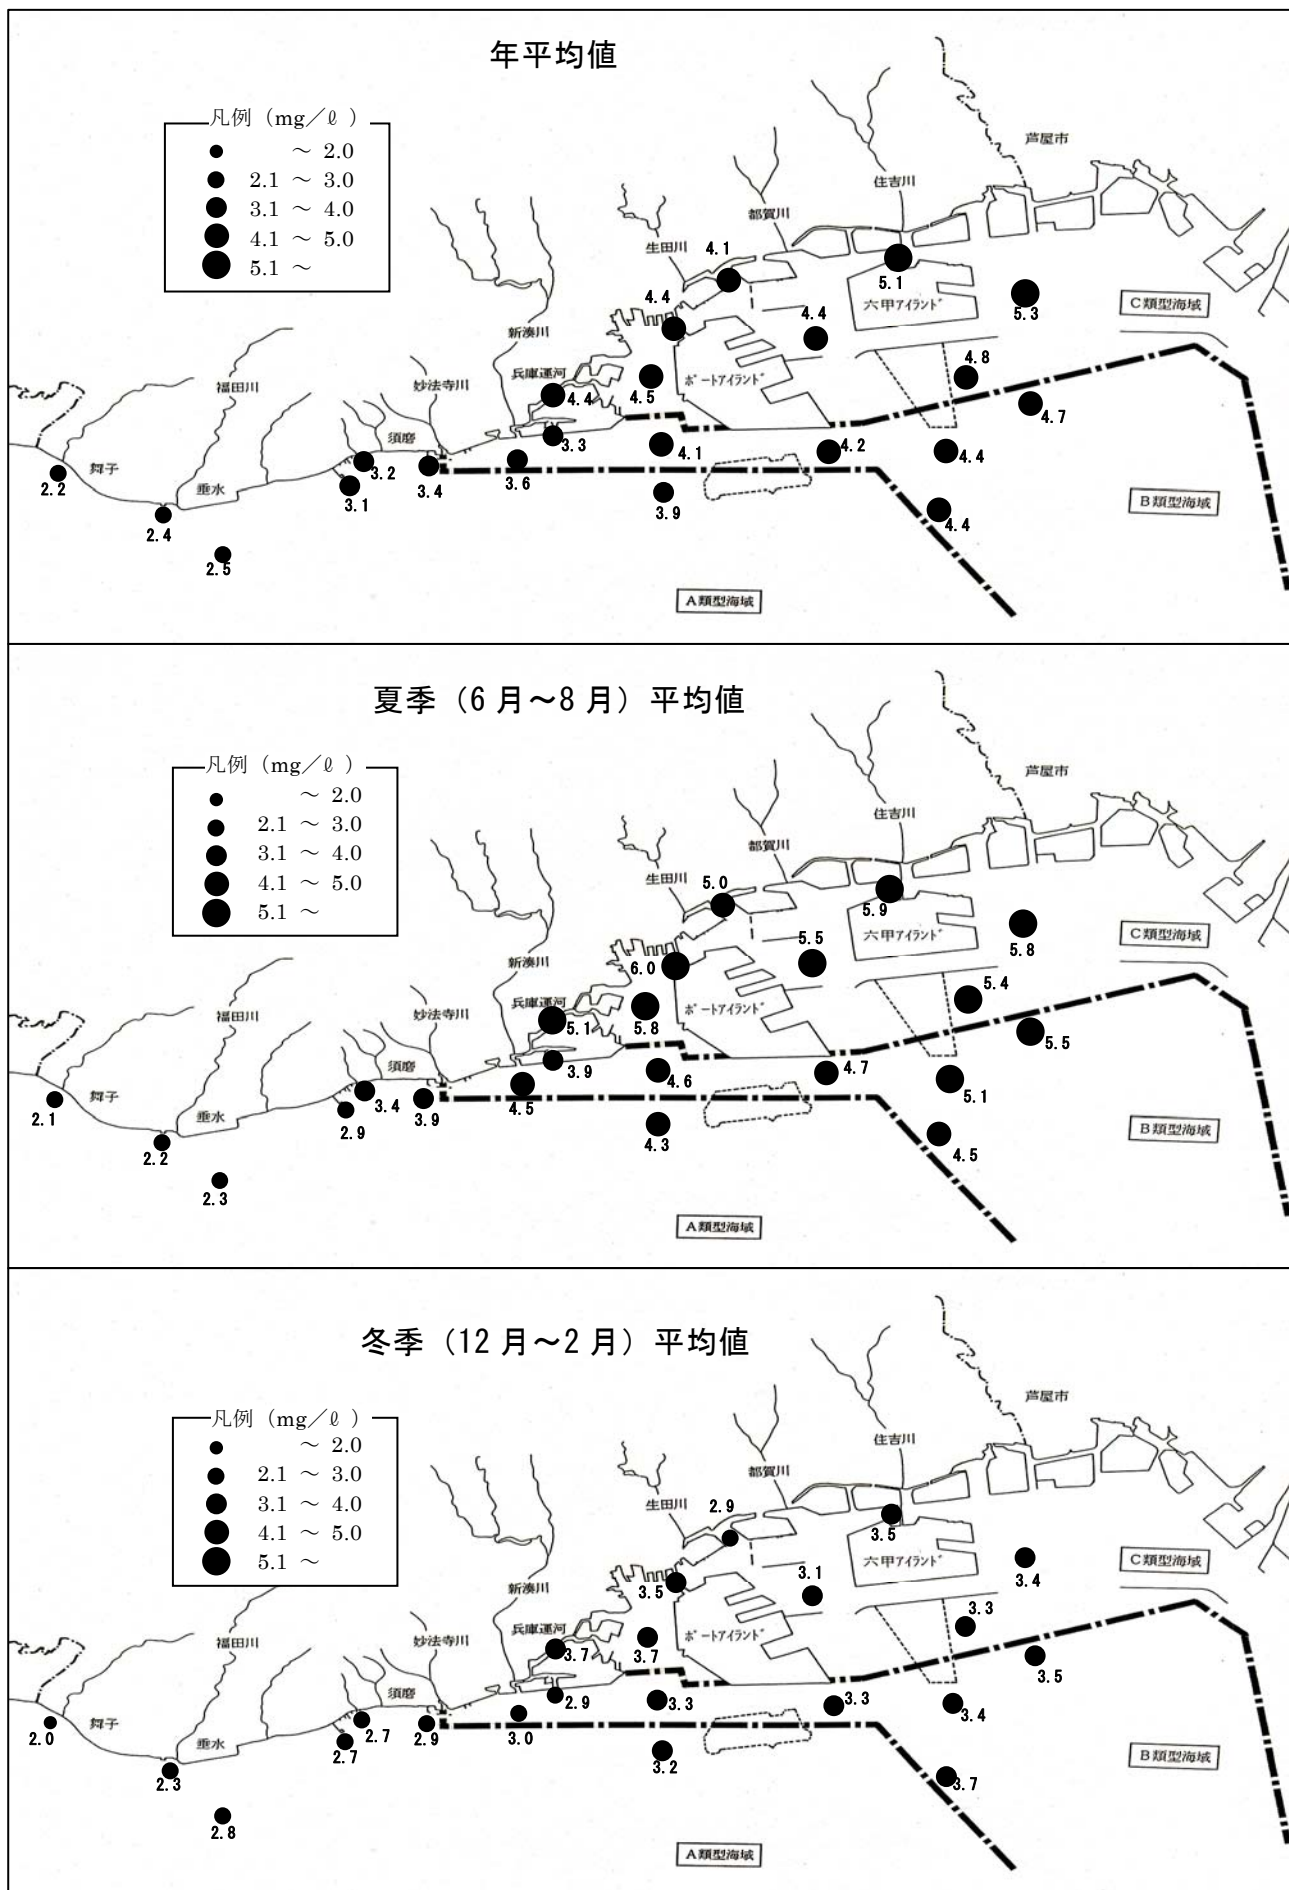 年平均値
凡例（mg／ℓ ）
～ 2.0
2.1 ～ 3.0
3.1 ～ 4.0
4.1 ～ 5.0
5.1 ～
芦屋市
住吉川
都賀川
生田川
4.1
5.1
六甲アイランド
5.3
C類型海域
4.4
4.4
新湊川
4.8
兵庫運河
4.5
ポートアイランド
福田川
妙法寺川
4.4
4.7
須磨
3.3
4.1
4.2
4.4
舞子
2.2
3.2
3.4
3.6
垂水
3.1
3.9
B類型海域
2.4
4.4
2.5
A類型海域
夏季（6 月～8 月）平均値
凡例（mg／ℓ ）
～ 2.0
2.1 ～ 3.0
3.1 ～ 4.0
4.1 ～ 5.0
5.1 ～
芦屋市
住吉川
都賀川
生田川
5.0
5.9
六甲アイランド
5.8
C類型海域
5.5
新湊川
6.0
兵庫運河
5.4
5.8
ポートアイランド
福田川
妙法寺川
5.1
5.5
須磨
3.9
4.6
4.7
舞子
2.1
3.4
3.9
4.5
5.1
垂水
2.9
4.3
B類型海域
2.2
4.5
2.3
A類型海域
冬季（12 月～2 月）平均値
凡例（mg／ℓ ）
～ 2.0
2.1 ～ 3.0
3.1 ～ 4.0
4.1 ～ 5.0
5.1 ～
芦屋市
住吉川
都賀川
生田川
2.9
3.5
六甲アイランド
3.4
C類型海域
新湊川
3.5
3.1
兵庫運河
3.3
3.7
ポートアイランド
福田川
妙法寺川
3.7
3.5
須磨
2.9
3.3
3.3
3.4
舞子
2.0
2.7
2.9
3.0
垂水
2.7
3.2
B類型海域
2.3
3.7
2.8
A類型海域